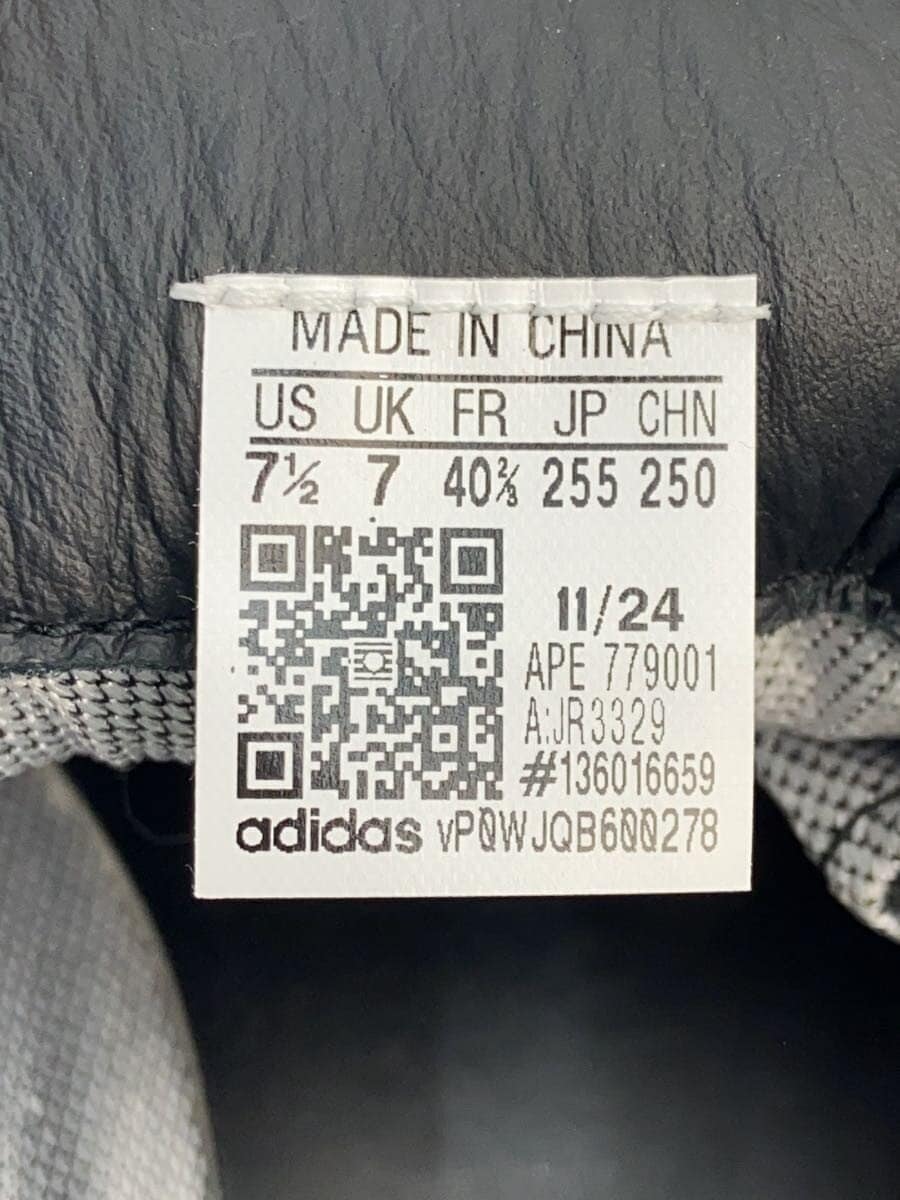 MADE IN CHINA
US UK FR JP CHN
7½ 7 40⅔ 255 250
11/24
APE 779001
A:JR3329
#136016659
adidas vP0WJQB600278